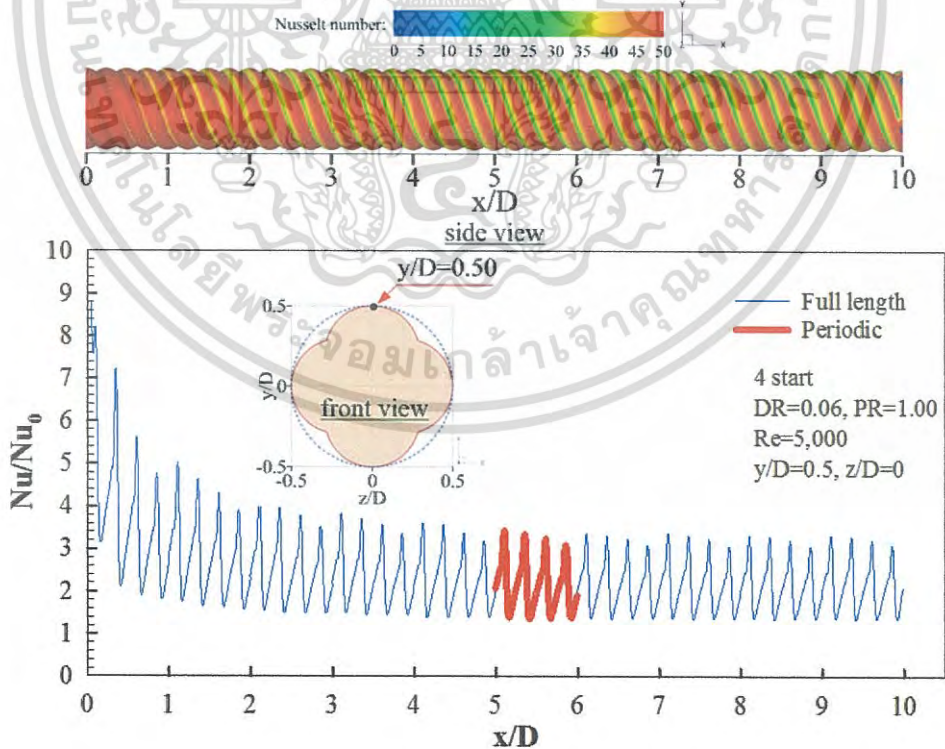 Nusselt number:
0 5 10 15 20 25 30 35 40 45 50
Y
x
0 1 2 3 4 5 6 7 8 9 10
x/D
side view
10
9
8
7
6
5
4
3
2
1
0
Nu/Nu0
y/D=0.50
0.5
0
-0.5
y/D
front view
-0.5 0 0.5
z/D
Full length
Periodic
4 start
DR=0.06, PR=1.00
Re=5,000
y/D=0.5, z/D=0
0 1 2 3 4 5 6 7 8 9 10
x/D